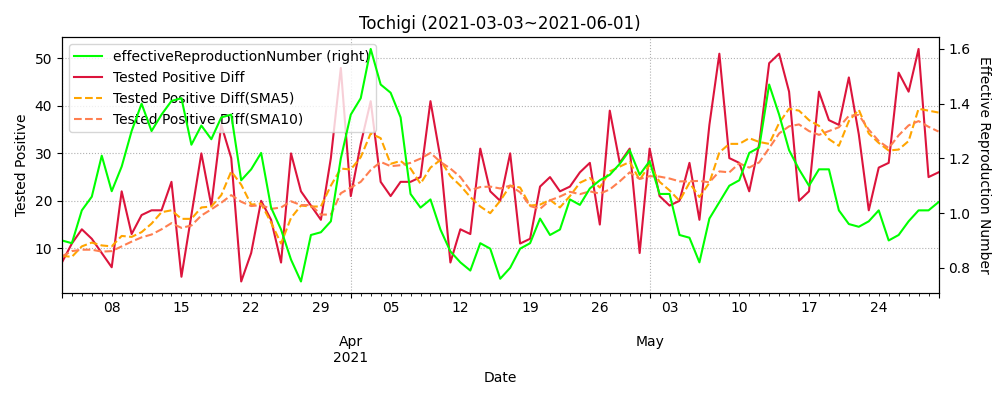 Tochigi (2021-03-03~2021-06-01)
effectiveReproductionNumber (right)
Tested Positive Diff
Tested Positive Diff(SMA5)
Tested Positive Diff(SMA10)
Tested Positive
50
40
30
20
10
Effective Reproduction Number
1.6
1.4
1.2
1.0
0.8
08 15 22 29 05 12 19 26 03 10 17 24
Apr May
2021
Date